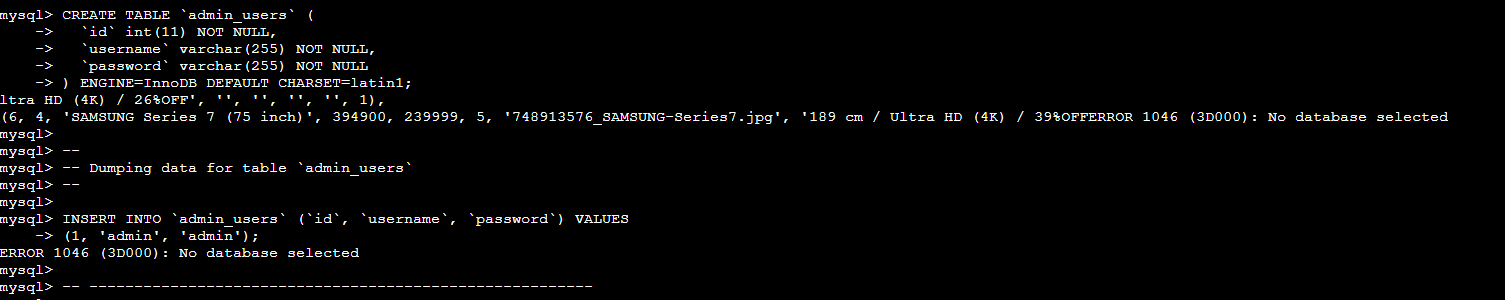 mysql> CREATE TABLE `admin_users` (
    ->   `id` int(11) NOT NULL,
    ->   `username` varchar(255) NOT NULL,
    ->   `password` varchar(255) NOT NULL
    -> ) ENGINE=InnoDB DEFAULT CHARSET=latin1;
ltra HD (4K) / 26%OFF', '', '', '', '', 1),
(6, 4, 'SAMSUNG Series 7 (75 inch)', 394900, 239999, 5, '748913576_SAMSUNG-Series7.jpg', '189 cm / Ultra HD (4K) / 39%OFFERROR 1046 (3D000): No database selected
mysql>
mysql> --
mysql> -- Dumping data for table `admin_users`
mysql> --
mysql>
mysql> INSERT INTO `admin_users` (`id`, `username`, `password`) VALUES
    -> (1, 'admin', 'admin');
ERROR 1046 (3D000): No database selected
mysql>
mysql> -- --------------------------------------------------------